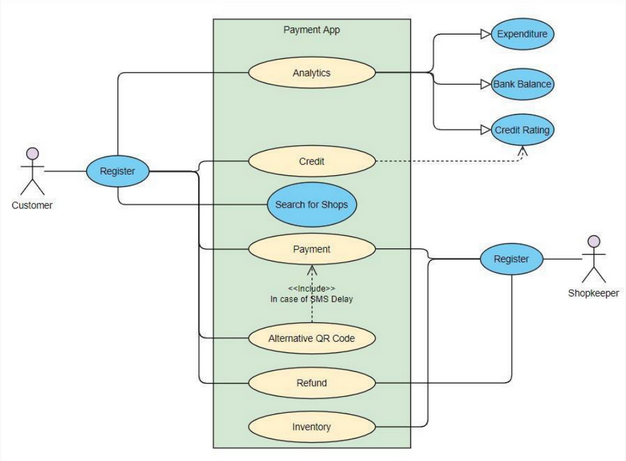 Payment App
Expenditure
Analytics
Bank Balance
Credit Rating
Credit
Register
Customer
Search for Shops
Payment
Register
<<Include>>
In case of SMS Delay
Shopkeeper
Alternative QR Code
Refund
Inventory